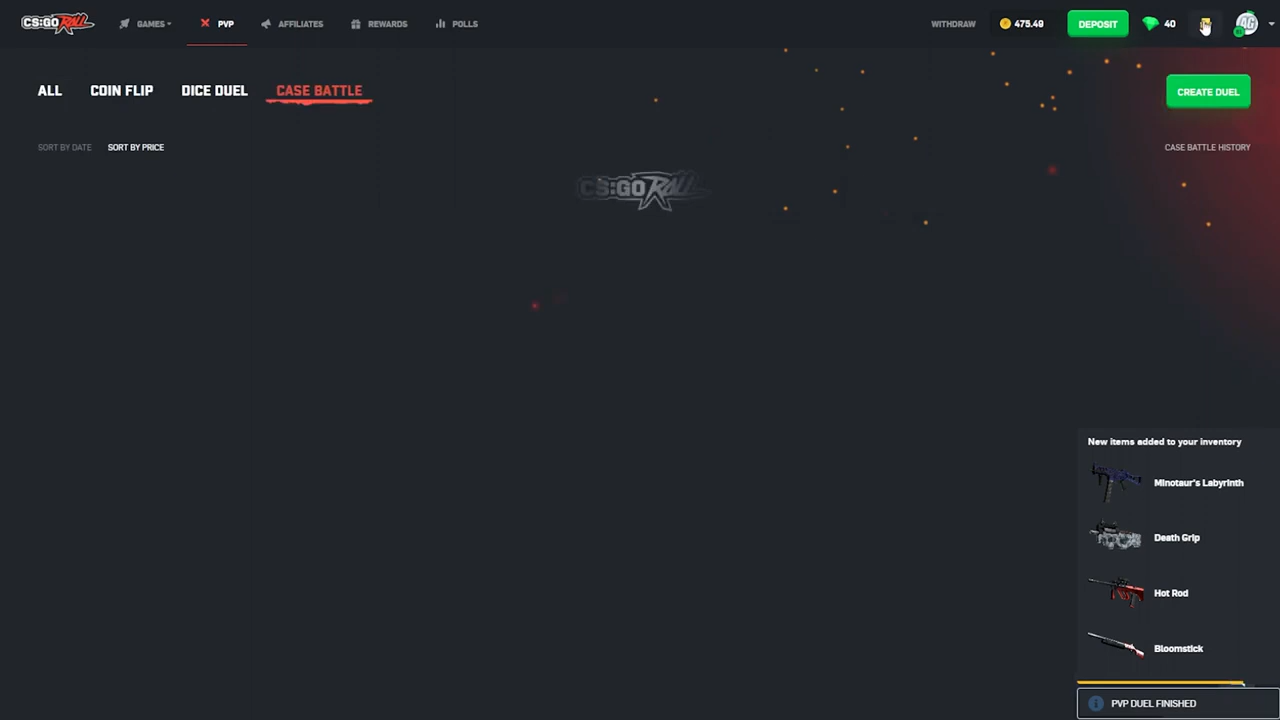 CS:GO ROLL GAMES PVP AFFILIATES REWARDS POLLS WITHDRAW 475.49 DEPOSIT 40 AG
ALL COIN FLIP DICE DUEL CASE BATTLE CREATE DUEL
SORT BY DATE SORT BY PRICE CASE BATTLE HISTORY
CS:GO ROLL
New items added to your inventory
Minotaur's Labyrinth
Death Grip
Hot Rod
Bloomstick
PVP DUEL FINISHED